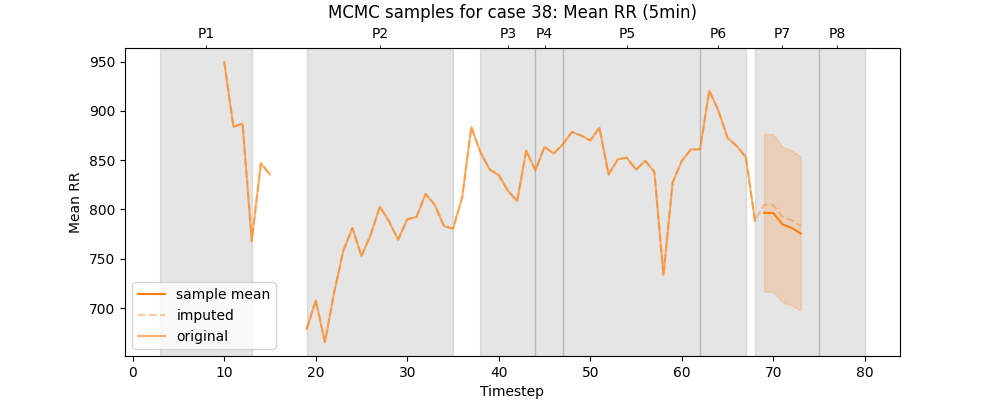 MCMC samples for case 38: Mean RR (5min)
P1 P2 P3 P4 P5 P6 P7 P8
950
900
850
800
750
700
Mean RR
sample mean
imputed
original
0 10 20 30 40 50 60 70 80
Timestep